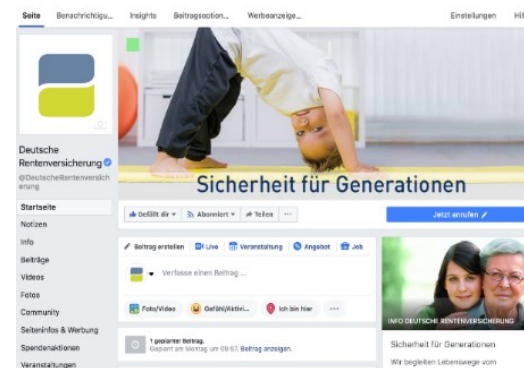 Seite Benachrichtigu... Insights Beitragsoption... Werbeanzeige... Einstellungen
Deutsche
Rentenversicherung
@DeutscheRentenversich
erung
Startseite
Notizen
Info
Beiträge
Videos
Fotos
Community
Seiteninfos & Werbung
Spendenaktionen
Veranstaltungen
Sicherheit für Generationen
Gefällt dir Abonniert Teilen ...
Jetzt anrufen
Beitrag erstellen Live Veranstaltung Angebot Job
Verfasse einen Beitrag ...
Foto/Video Gefühl/Aktivi... Ich bin hier ...
1 geplanter Beitrag.
Geplant am Montag um 09:57. Beitrag anzeigen.
INFO DEUTSCHE RENTENVERSICHERUNG
Sicherheit für Generationen
Wir begleiten Lebenswege vom